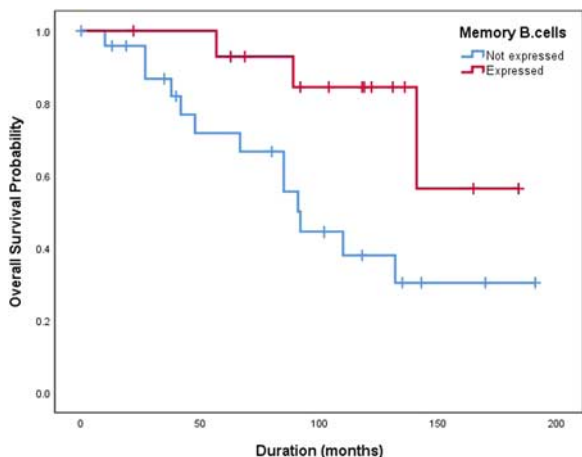 Memory B.cells
Not expressed
Expressed
1.0
0.8
0.6
0.4
0.2
0.0
Overall Survival Probability
0
50
100
150
200
Duration (months)